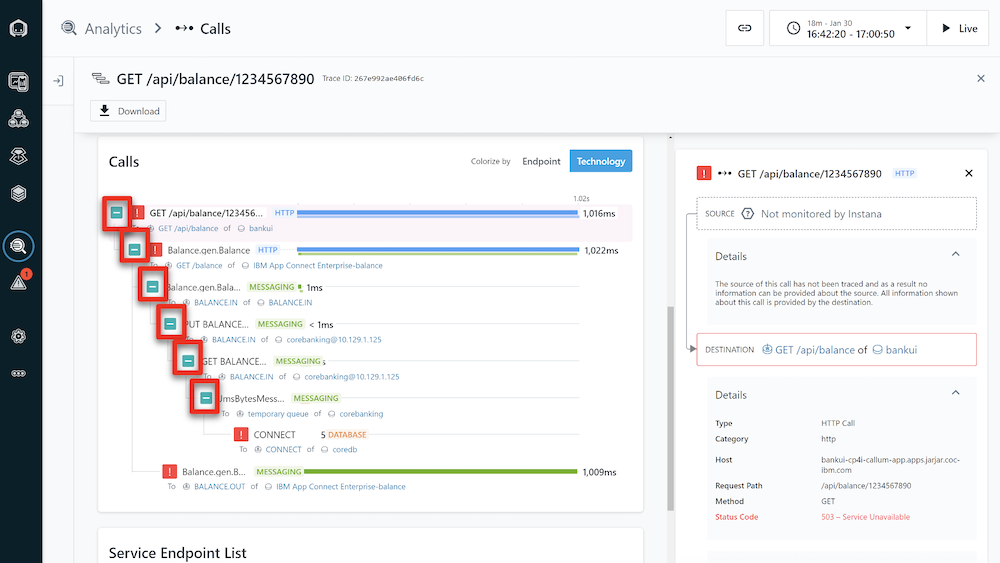 Analytics > Calls
18m - Jan 30
16:42:20 - 17:00:50
Live
GET /api/balance/1234567890 Trace ID: 267e992ae406fd6c
Download
Calls
Colorize by Endpoint Technology
1.02s
GET /api/balance/123456... HTTP 1,016ms
To GET /api/balance of bankui
Balance.gen.Balance HTTP 1,022ms
To GET /balance of IBM App Connect Enterprise-balance
Balance.gen.Bala... MESSAGING 1ms
To BALANCE.IN of BALANCE.IN
PUT BALANCE... MESSAGING < 1ms
To BALANCE.IN of corebanking@10.129.1.125
GET BALANCE... MESSAGING s
To BALANCE.IN of corebanking@10.129.1.125
JmsBytesMess... MESSAGING
To temporary queue of corebanking
CONNECT 5 DATABASE
To CONNECT of coredb
Balance.gen.B... MESSAGING 1,009ms
To BALANCE.OUT of IBM App Connect Enterprise-balance
Service Endpoint List
GET /api/balance/1234567890 HTTP
SOURCE Not monitored by Instana
Details
The source of this call has not been traced and as a result no
information can be provided about the source. All information shown
about this call is provided by the destination.
DESTINATION GET /api/balance of bankui
Details
Type HTTP Call
Category http
Host bankui-cp4i-callum-app.apps.jarjar.coc-
ibm.com
Request Path /api/balance/1234567890
Method GET
Status Code 503 – Service Unavailable
1